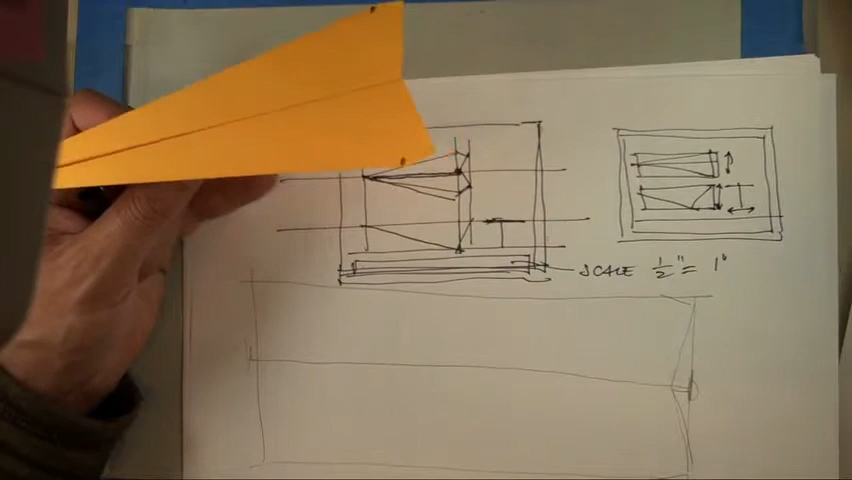 SCALE 1/2" = 1'